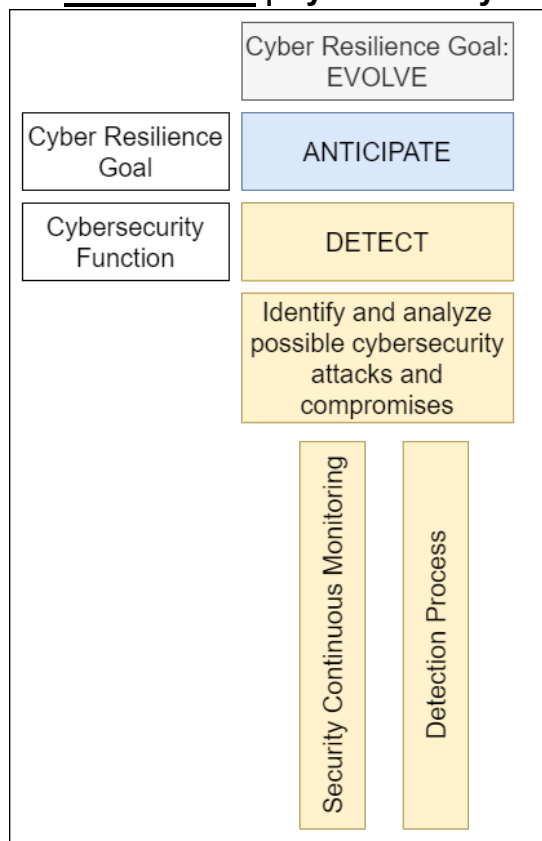 Cyber Resilience Goal:
EVOLVE
Cyber Resilience
Goal
ANTICIPATE
Cybersecurity
Function
DETECT
Identify and analyze
possible cybersecurity
attacks and
compromises
Security Continuous Monitoring
Detection Process